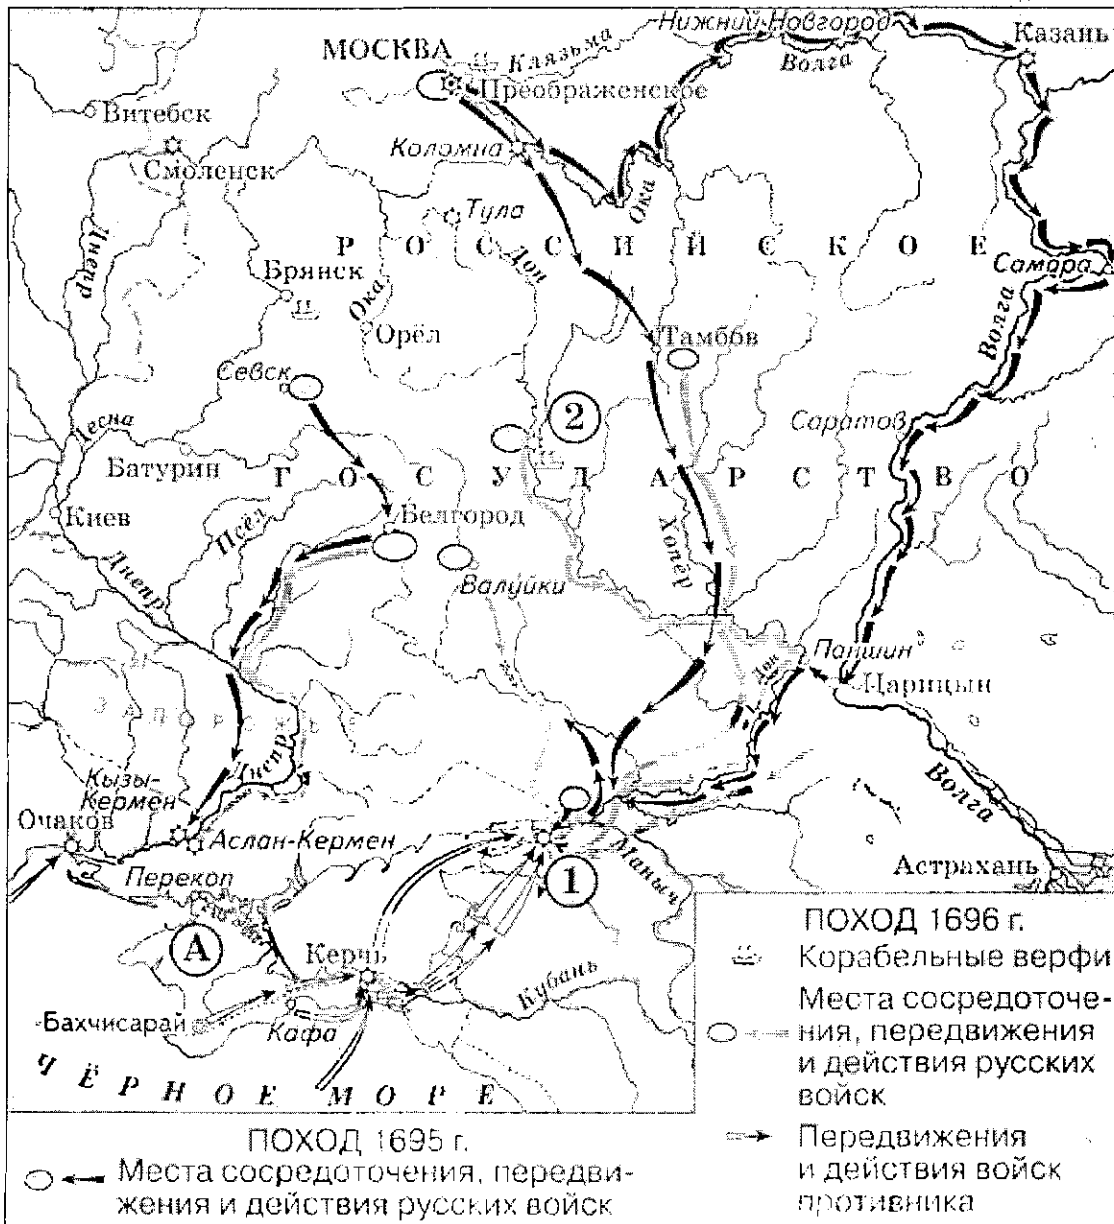 Нижний-Новгород
Казань
МОСКВА
Клязьма
Волга
Преображенское
Витебск
Коломна
Смоленск
Ока
Тула
Днепр
Дон
Р О С С И Й С К О Е
Самара
Брянск
Ока
Волга
Орёл
Тамбов
Севск
2
Десна
Саратов
Батурин
Г О С У Д А Р С Т В О
Киев
Псёл
Белгород
Хопёр
Днепр
Валуйки
Паншин
Дон
Царицын
Днепр
Волга
Кызы-
Кермен
Очаков
Аслан-Кермен
Маныч
Астрахань
Перекоп
1
А
Керчь
Кубань
Бахчисарай
Кафа
ЧЁРНОЕ МОРЕ
ПОХОД 1696 г.
Корабельные верфи
Места сосредоточе-
ния, передвижения
и действия русских
войск
Передвижения
и действия войск
противника
ПОХОД 1695 г.
Места сосредоточения, передви-
жения и действия русских войск